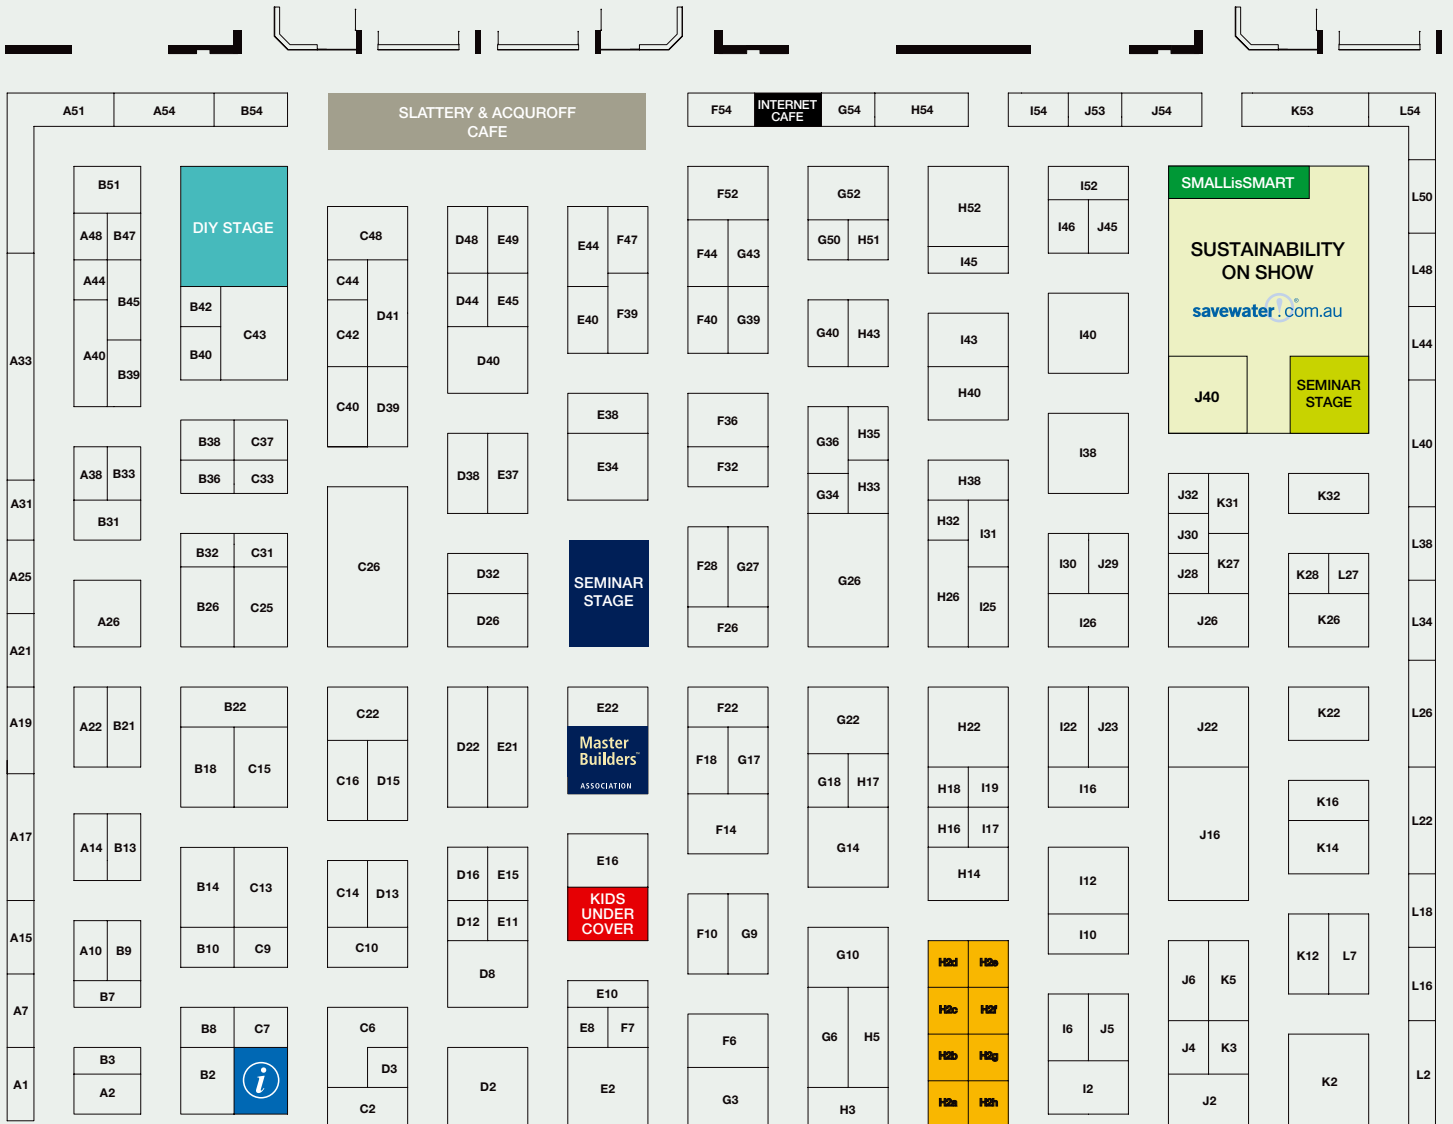 A51 A54 B54
SLATTERY & ACQUROFF
CAFE
F54 INTERNET
CAFE
G54 H54 I54 J53 J54 K53 L54
B51
A48 B47
A44
B45
A40
B39
A33
A38 B33
B31
A31
A25
A26
A21
A19
A22 B21
A17
A14 B13
A15
A10 B9
B7
A7
B3
A2
A1
DIY STAGE
B42
C43
B40
B38 C37
B36 C33
B32 C31
B26 C25
B22
B18 C15
B14 C13
B10 C9
B8 C7
B2 i
C48
C44
D41
C42
C40 D39
C26
C22
C16 D15
C14 D13
C10
C6
D3
C2
D48 E49
D44 E45
D40
D38 E37
D32
D26
D22 E21
D16 E15
D12 E11
D8
D2
E44 F47
E40 F39
E38
E34
SEMINAR
STAGE
E22
Master
Builders™
ASSOCIATION
E16
KIDS
UNDER
COVER
E10
E8 F7
E2
F52
F44 G43
F40 G39
F36
F32
F28 G27
F26
F22
F18 G17
F14
F10 G9
F6
G3
G52
G50 H51
G40 H43
G36 H35
G34 H33
G26
G22
G18 H17
G14
G10
G6 H5
H3
H52
I45
I43
H40
H38
H32 I31
H26 I25
H22
H18 I19
H16 I17
H14
H2d H2e
H2c H2f
H2b H2g
H2a H2h
I52
I46 J45
I40
I38
I30 J29
I26
I22 J23
I16
I12
I10
I6 J5
I2
SMALLisSMART
SUSTAINABILITY
ON SHOW
savewater!®.com.au
J40
SEMINAR
STAGE
J32 K31
J30
J28 K27
J26
J22
J16
J6 K5
J4 K3
J2
K32
K28 L27
K26
K22
K16
K14
K12 L7
K2
L50
L48
L44
L40
L38
L34
L26
L22
L18
L16
L2